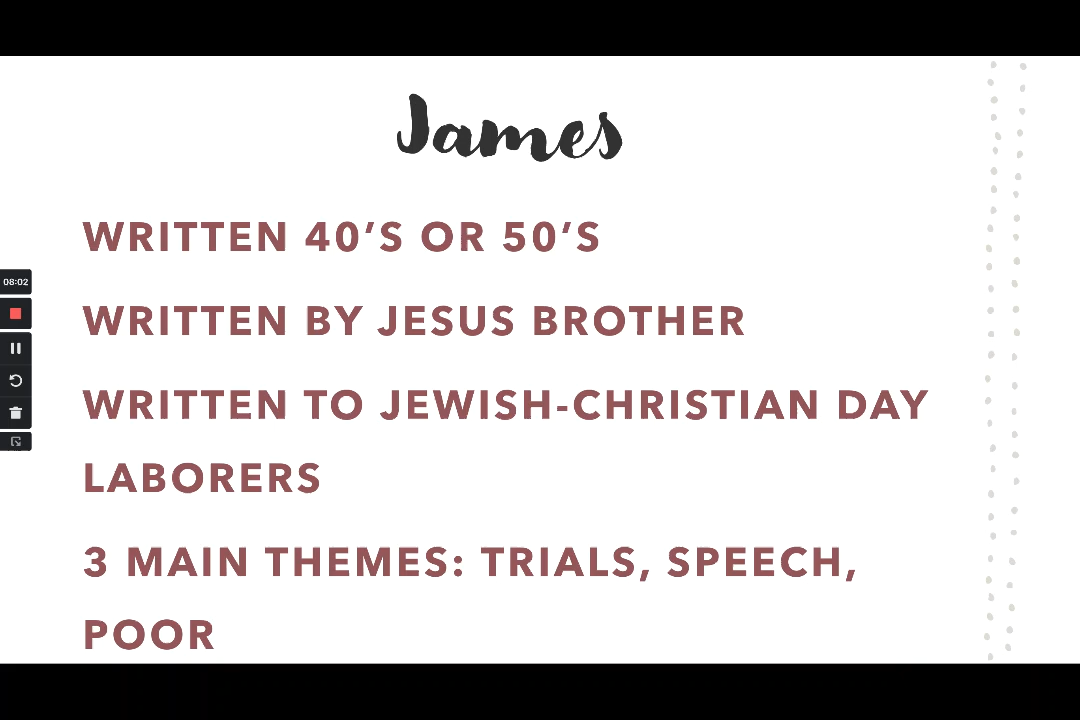 James
WRITTEN 40’S OR 50’S
WRITTEN BY JESUS BROTHER
WRITTEN TO JEWISH-CHRISTIAN DAY
LABORERS
3 MAIN THEMES: TRIALS, SPEECH,
POOR
08:02